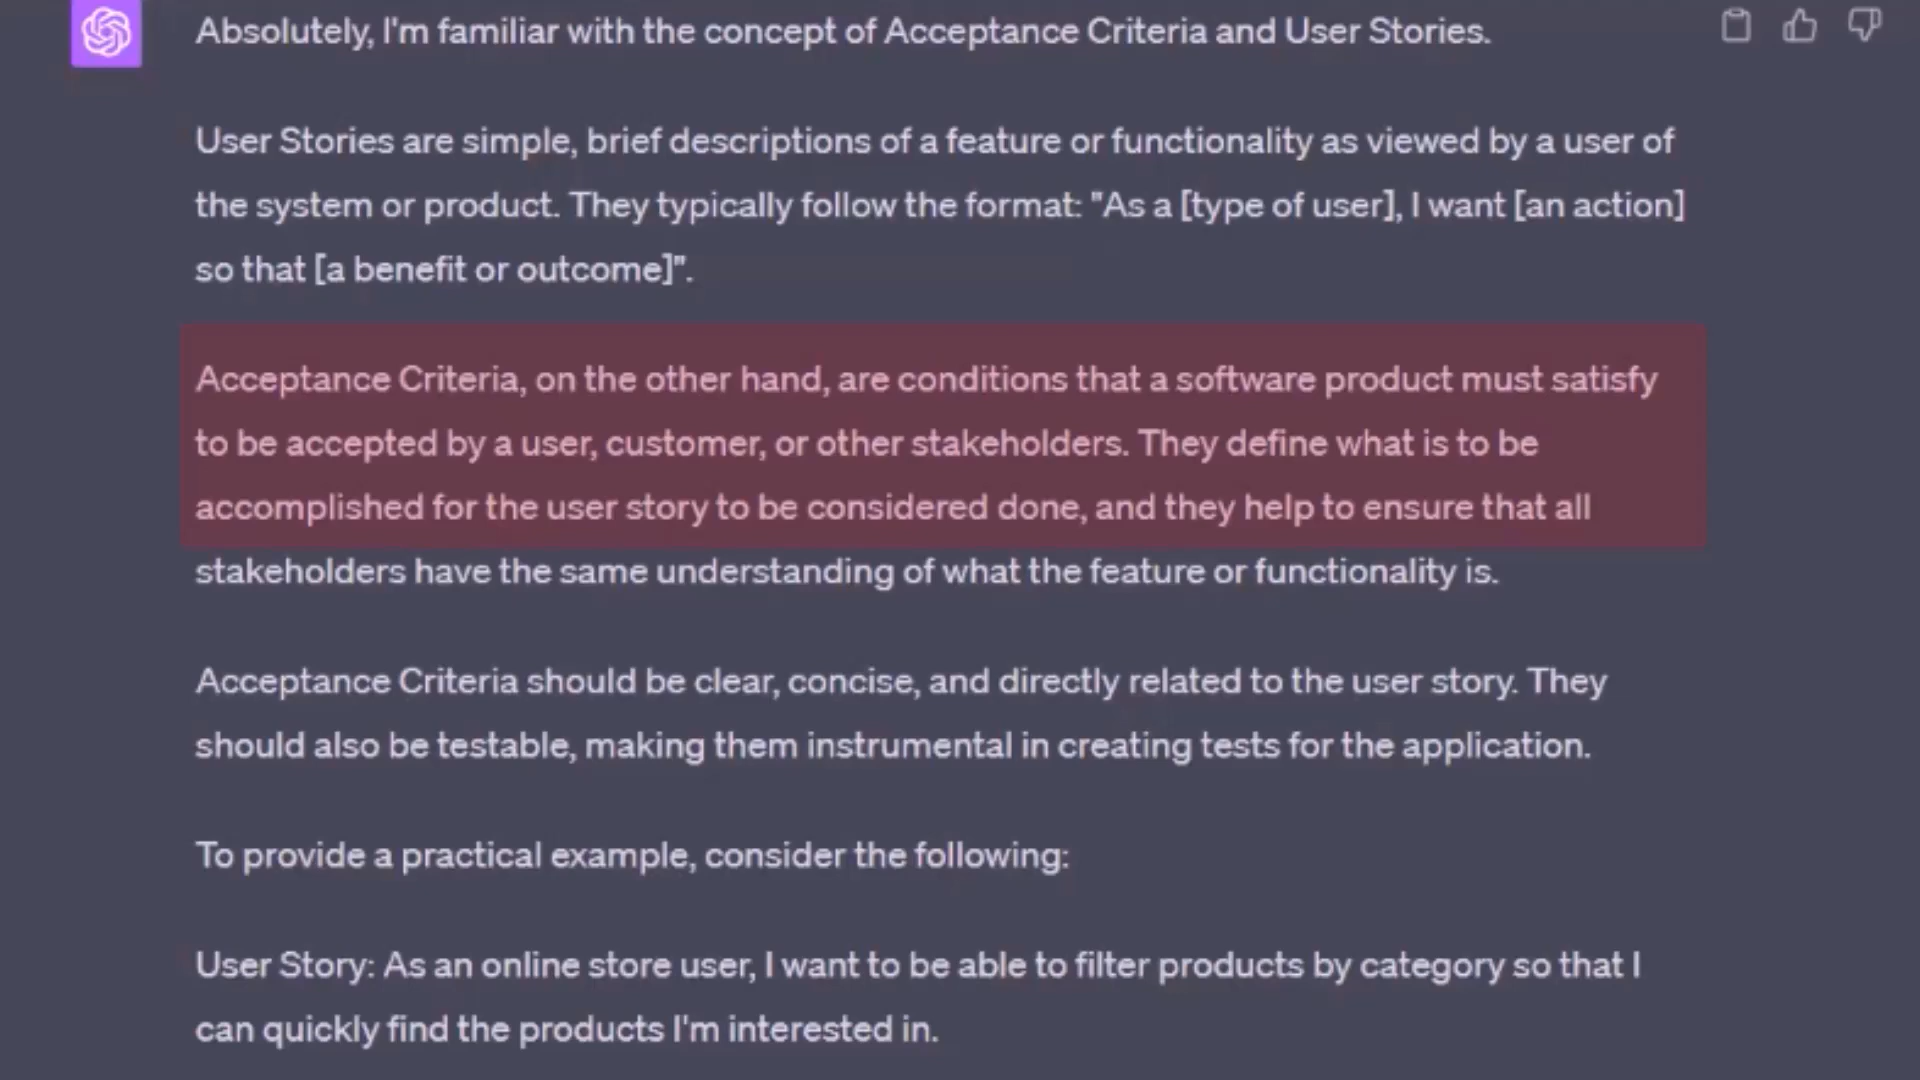 Absolutely, I'm familiar with the concept of Acceptance Criteria and User Stories.
User Stories are simple, brief descriptions of a feature or functionality as viewed by a user of
the system or product. They typically follow the format: "As a [type of user], I want [an action]
so that [a benefit or outcome]".
Acceptance Criteria, on the other hand, are conditions that a software product must satisfy
to be accepted by a user, customer, or other stakeholders. They define what is to be
accomplished for the user story to be considered done, and they help to ensure that all
stakeholders have the same understanding of what the feature or functionality is.
Acceptance Criteria should be clear, concise, and directly related to the user story. They
should also be testable, making them instrumental in creating tests for the application.
To provide a practical example, consider the following:
User Story: As an online store user, I want to be able to filter products by category so that I
can quickly find the products I'm interested in.